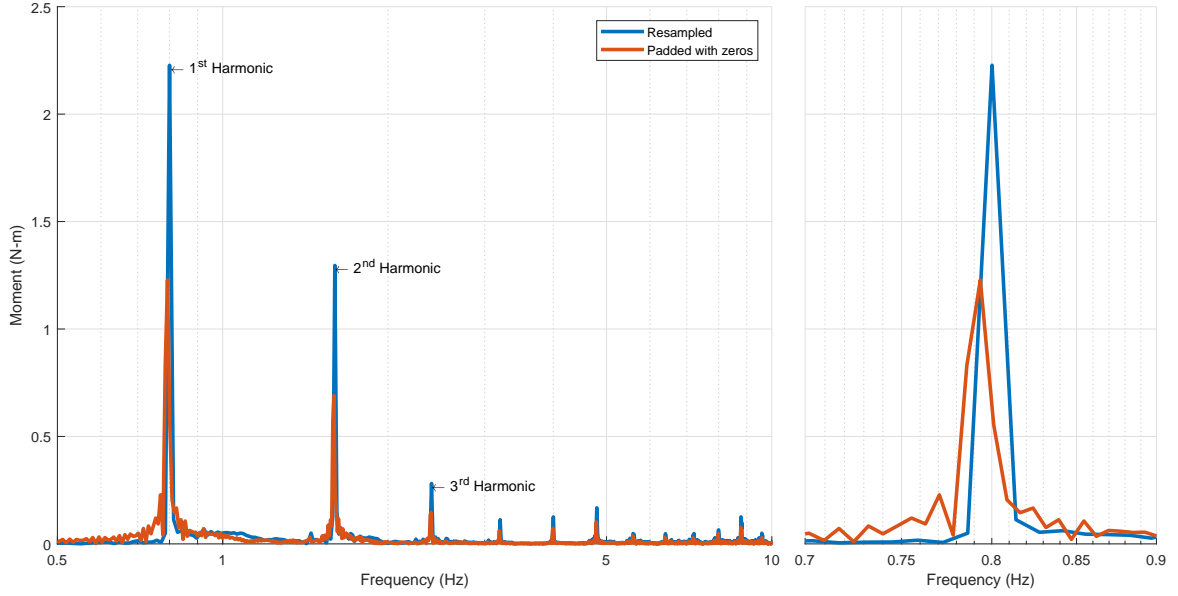 2.5
2
1.5
1
0.5
0
Moment (N-m)
1st Harmonic
2nd Harmonic
3rd Harmonic
Resampled
Padded with zeros
0.5 1 5 10
Frequency (Hz)
0.7 0.75 0.8 0.85 0.9
Frequency (Hz)